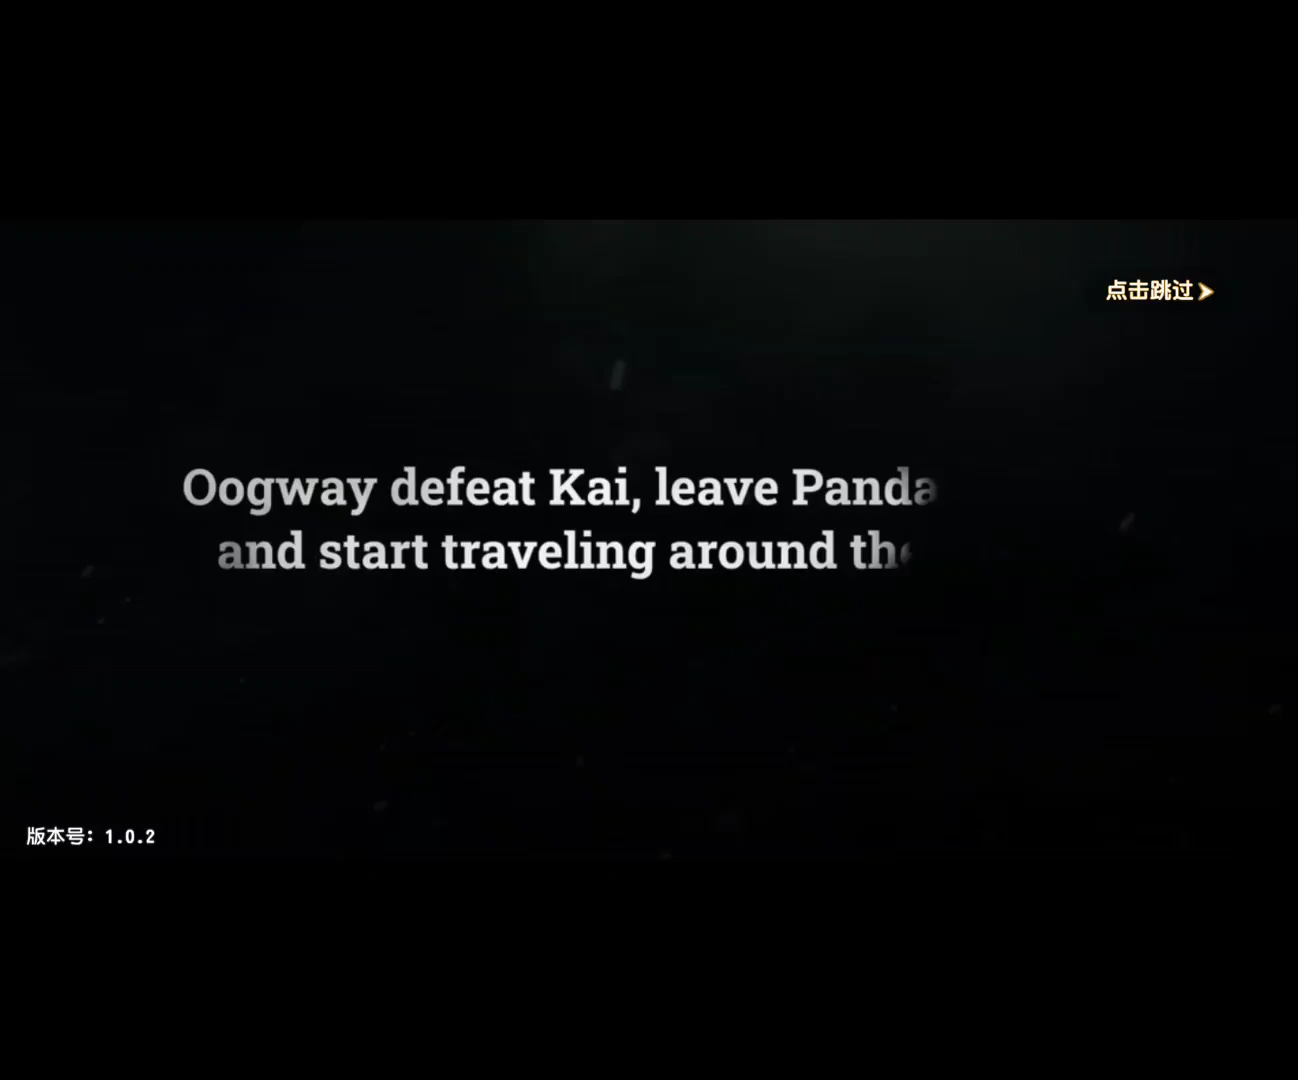 点击跳过
Oogway defeat Kai, leave Panda
and start traveling around the
版本号：1.0.2